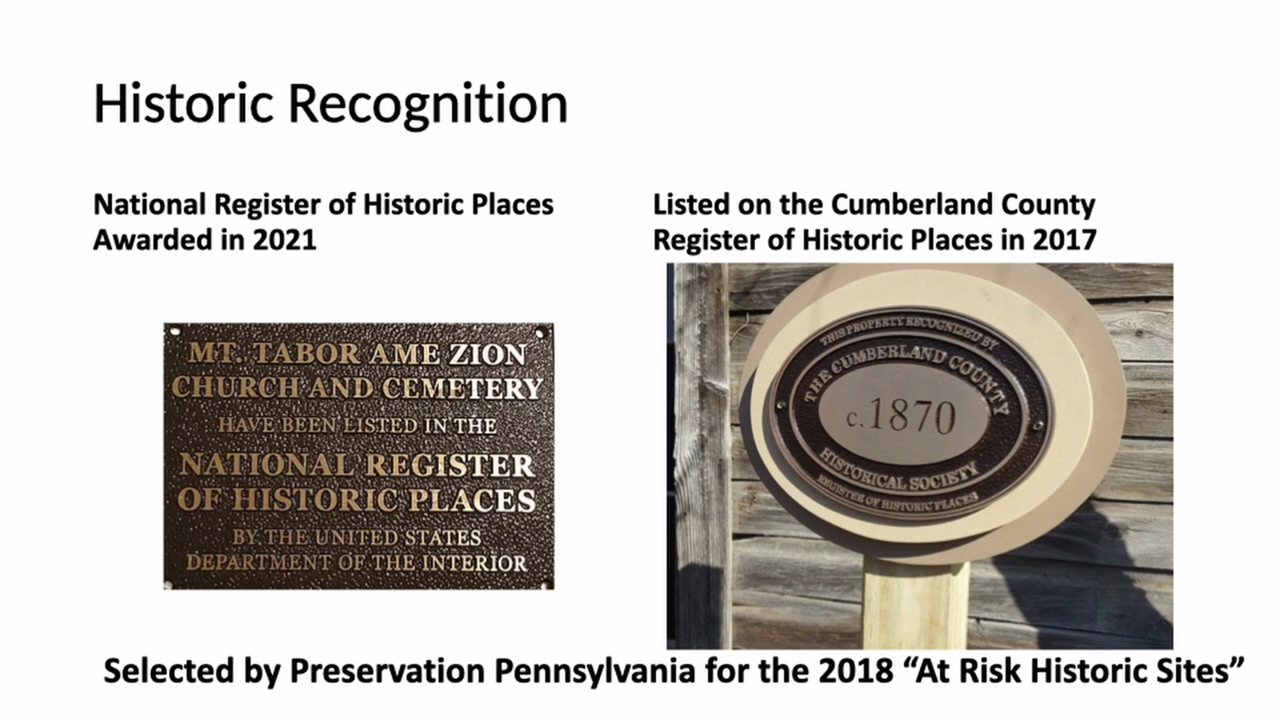 Historic Recognition
National Register of Historic Places
Awarded in 2021
MT. TABOR AME ZION
CHURCH AND CEMETERY
HAVE BEEN LISTED IN THE
NATIONAL REGISTER
OF HISTORIC PLACES
BY THE UNITED STATES
DEPARTMENT OF THE INTERIOR
Listed on the Cumberland County
Register of Historic Places in 2017
THIS PROPERTY RECOGNIZED BY
THE CUMBERLAND COUNTY
c.1870
HISTORICAL SOCIETY
REGISTER OF HISTORIC PLACES
Selected by Preservation Pennsylvania for the 2018 “At Risk Historic Sites”